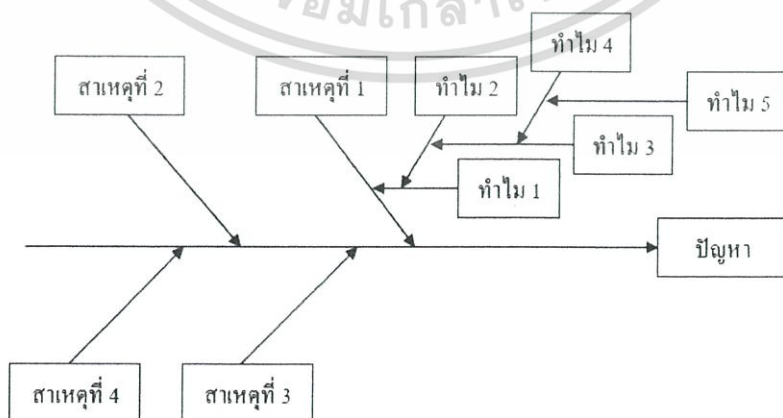 ทำไม 4
สาเหตุที่ 2
สาเหตุที่ 1
ทำไม 2
ทำไม 5
ทำไม 3
ทำไม 1
ปัญหา
สาเหตุที่ 4
สาเหตุที่ 3